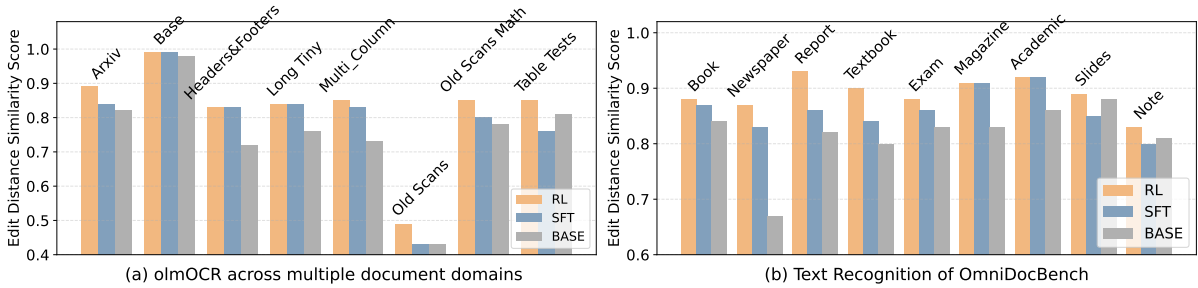 Edit Distance Similarity Score
1.0
0.9
0.8
0.7
0.6
0.5
0.4
Arxiv
Base
Headers&Footers
Long Tiny
Multi_Column
Old Scans
Old Scans Math
Table Tests
RL
SFT
BASE
(a) olmOCR across multiple document domains
Edit Distance Similarity Score
1.0
0.9
0.8
0.7
0.6
Book
Newspaper
Report
Textbook
Exam
Magazine
Academic
Slides
Note
RL
SFT
BASE
(b) Text Recognition of OmniDocBench